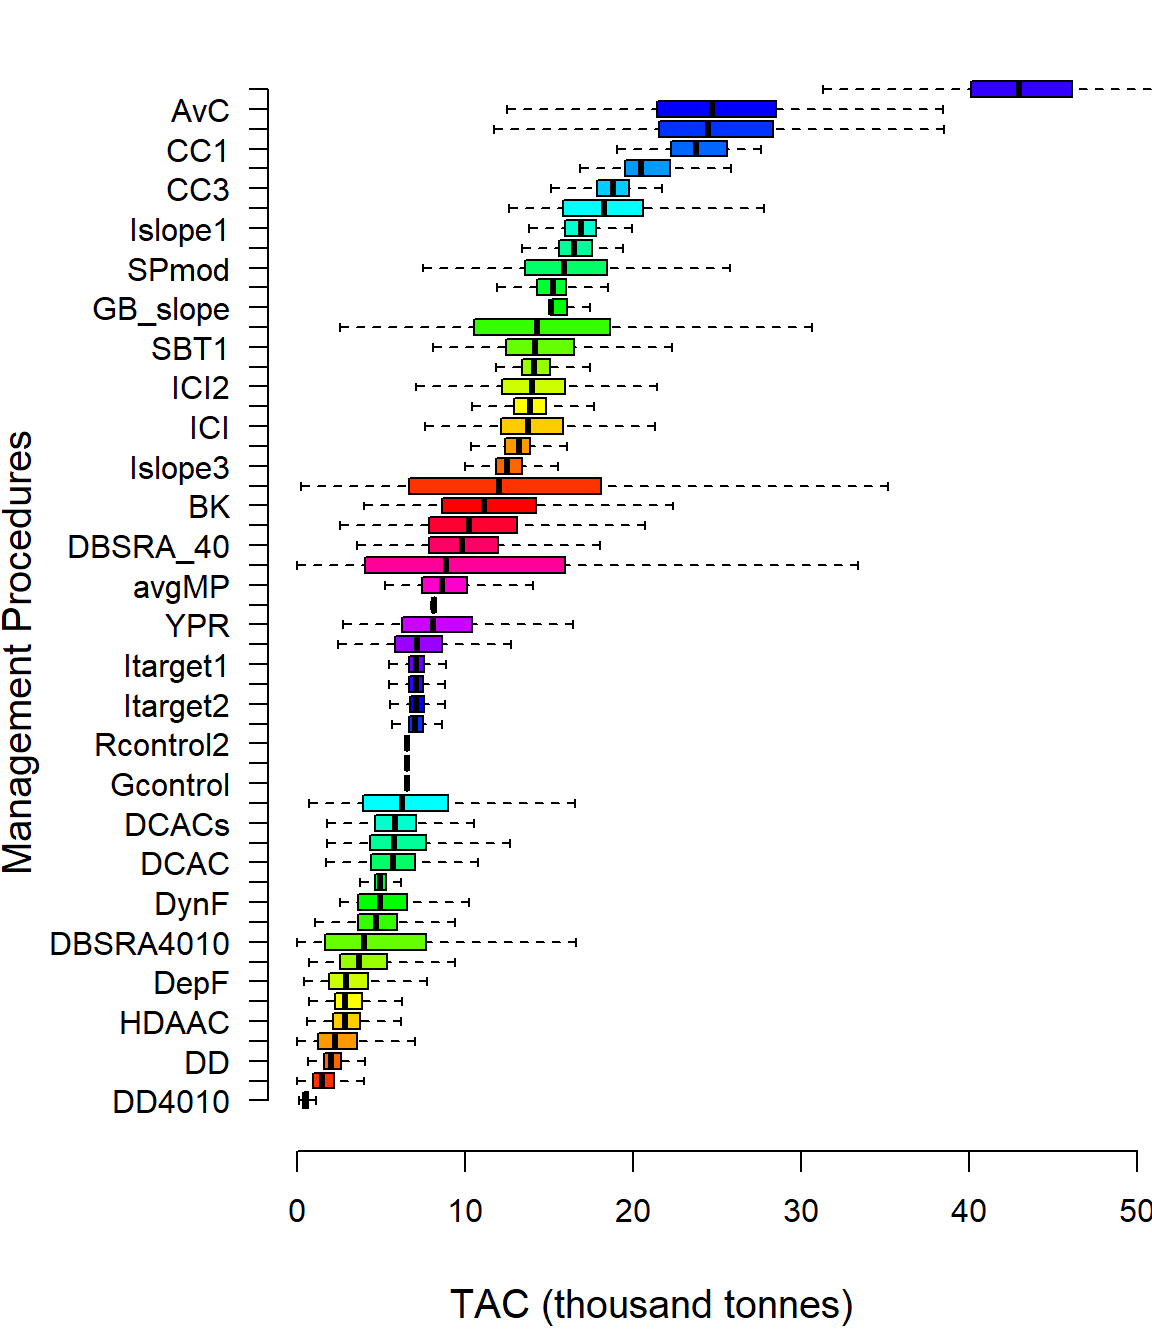 AvC
CC1
CC3
Islope1
SPmod
GB_slope
SBT1
ICI2
ICI
Islope3
BK
DBSRA_40
avgMP
YPR
Itarget1
Itarget2
Rcontrol2
Gcontrol
DCACs
DCAC
DynF
DBSRA4010
DepF
HDAAC
DD
DD4010
Management Procedures
0 10 20 30 40 50
TAC (thousand tonnes)